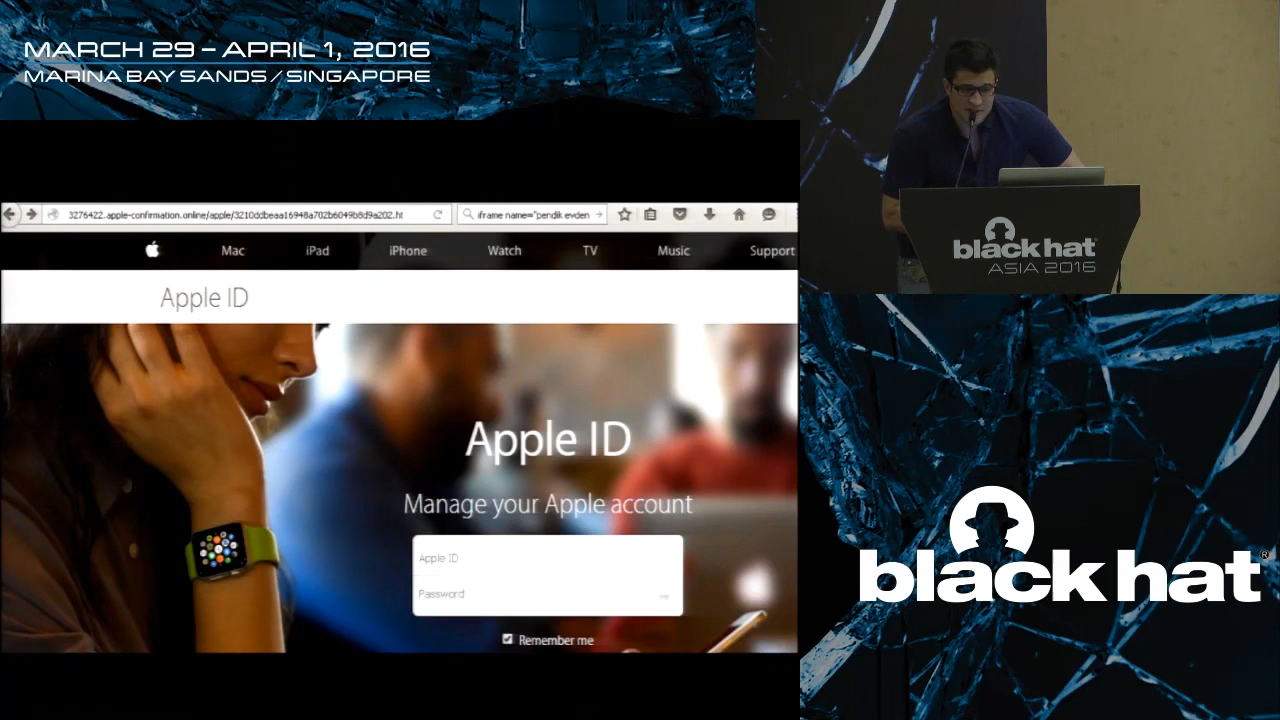 MARCH 29 – APRIL 1, 2016
MARINA BAY SANDS / SINGAPORE
3276422.apple-confirmation.online/apple/3210ddbeaa16948a702b6049b8d9a202.ht
iframe name="pendik evden
Mac iPad iPhone Watch TV Music Support
Apple ID
Apple ID
Manage your Apple account
Apple ID
Password
Remember me
black hat
ASIA 2016
black hat®